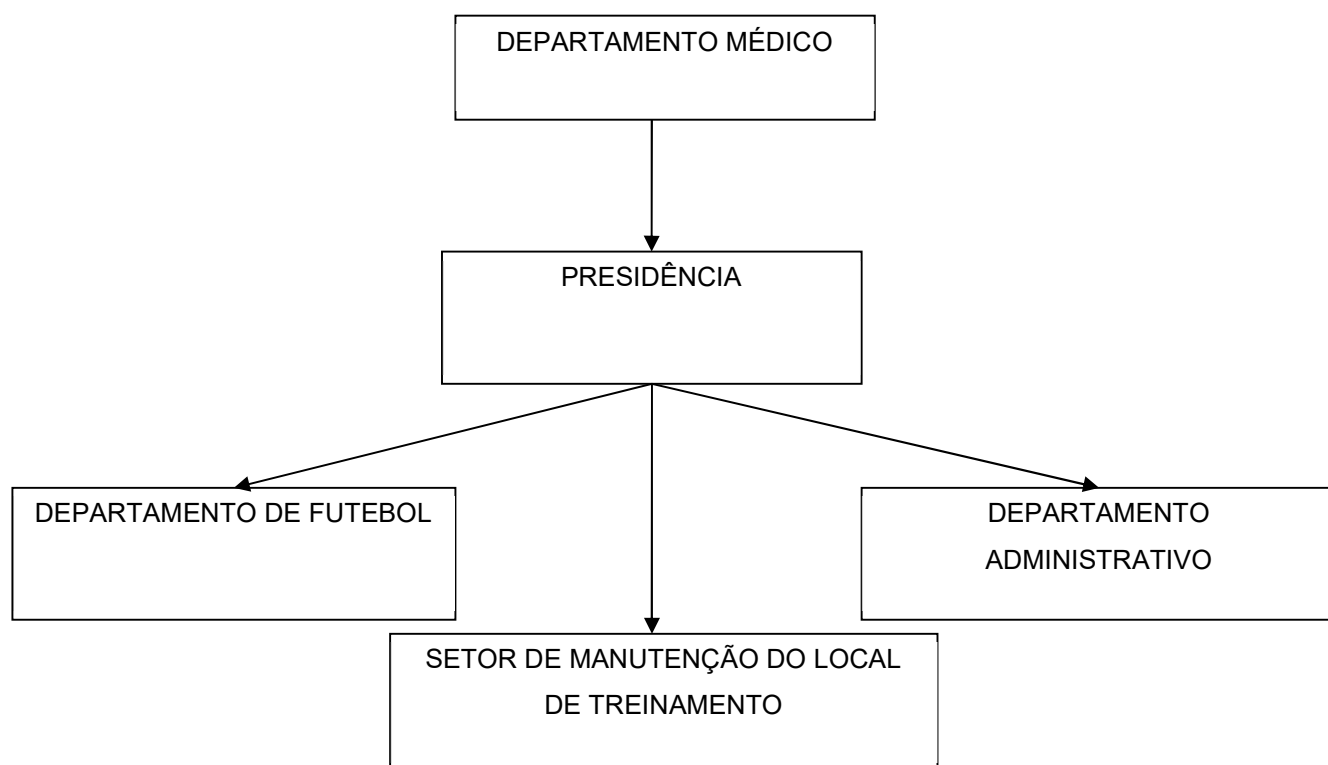 DEPARTAMENTO MÉDICO
PRESIDÊNCIA
DEPARTAMENTO DE FUTEBOL
DEPARTAMENTO
ADMINISTRATIVO
SETOR DE MANUTENÇÃO DO LOCAL
DE TREINAMENTO